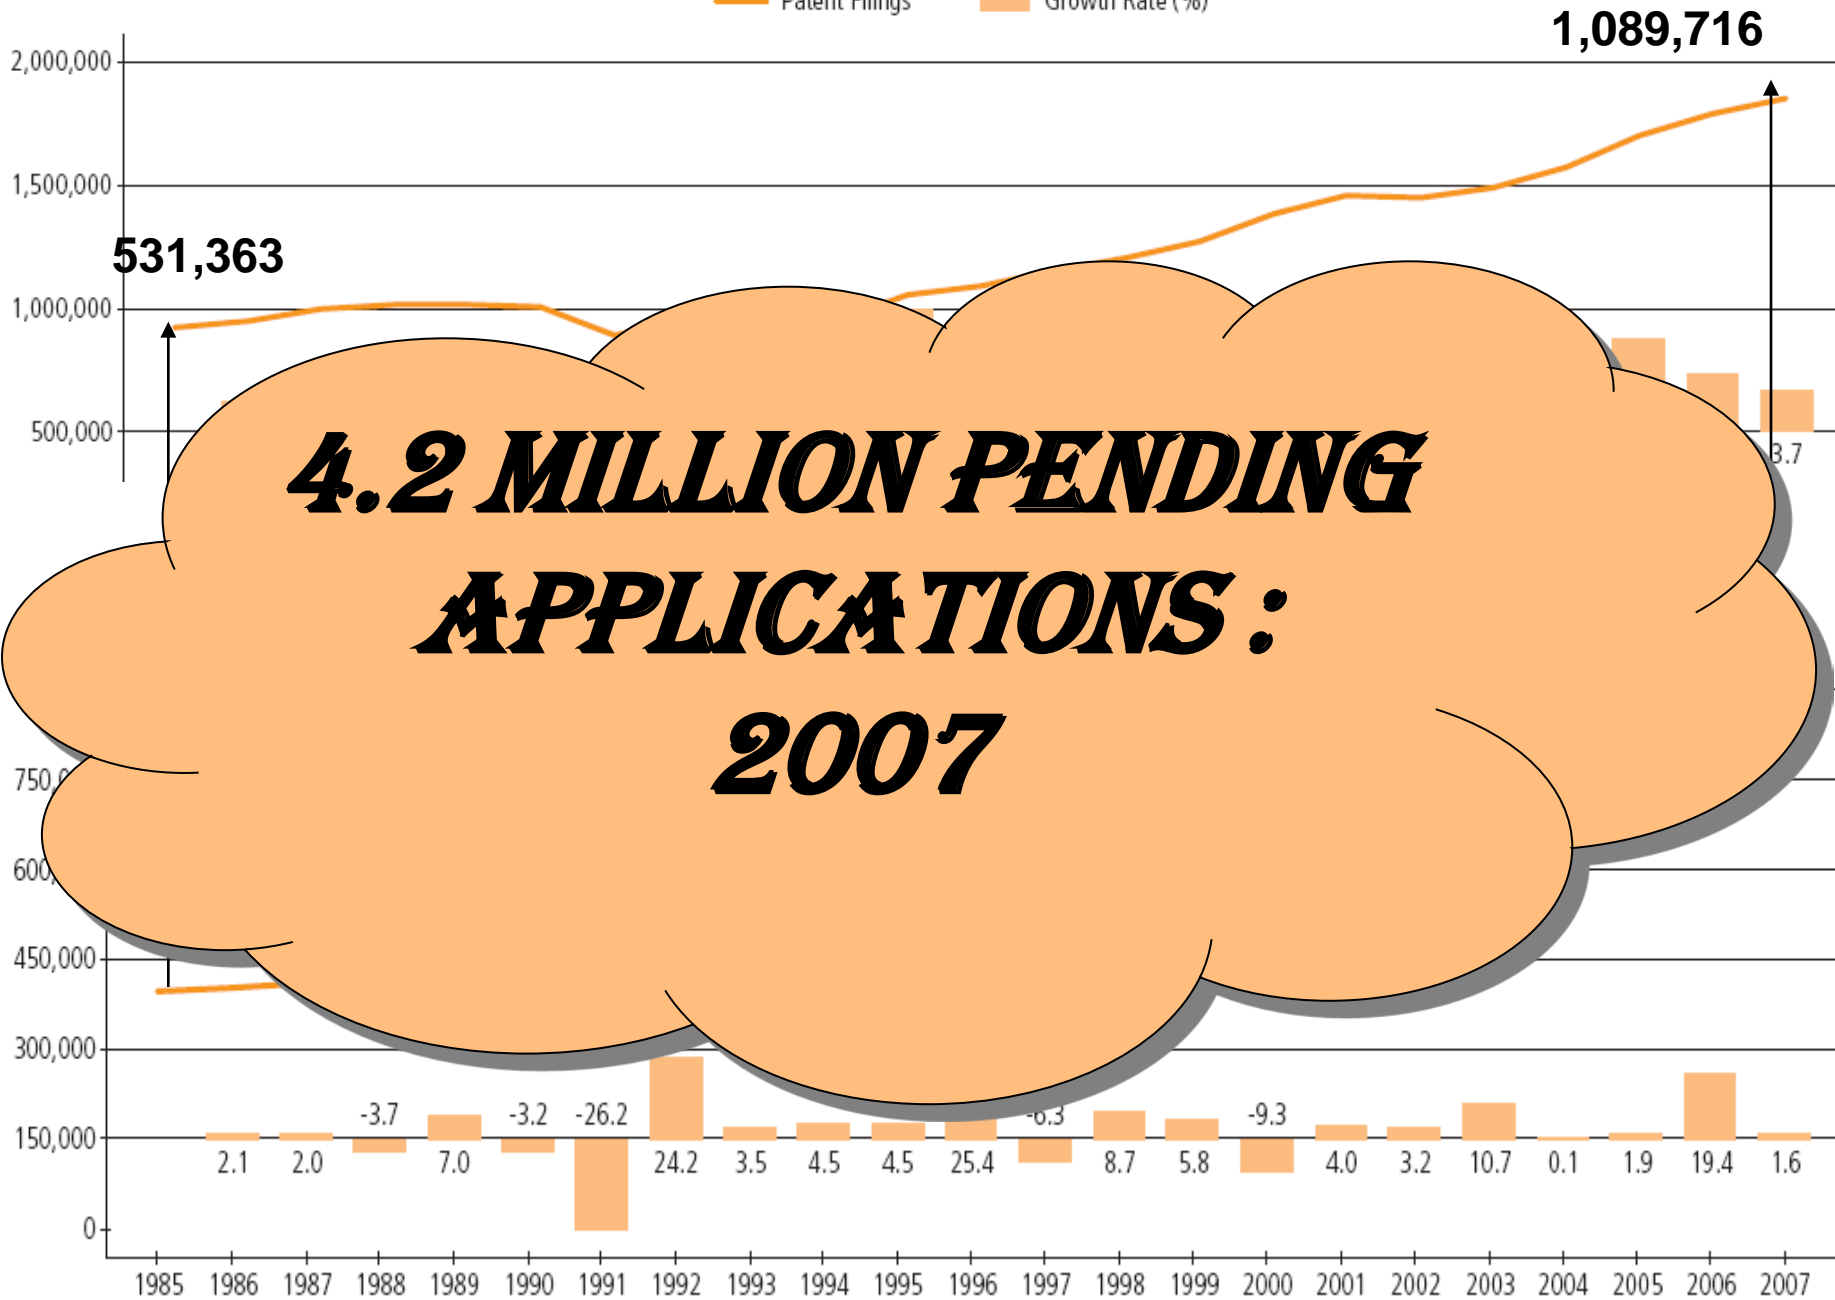 Patent Filings Growth Rate (%)
1,089,716
2,000,000
1,500,000
531,363
1,000,000
500,000
3.7
4.2 MILLION PENDING
APPLICATIONS :
2007
450,000
300,000
-3.7 -3.2 -26.2 -6.3 -9.3
150,000
2.1 2.0 7.0 24.2 3.5 4.5 4.5 25.4 8.7 5.8 4.0 3.2 10.7 0.1 1.9 19.4 1.6
0
1985 1986 1987 1988 1989 1990 1991 1992 1993 1994 1995 1996 1997 1998 1999 2000 2001 2002 2003 2004 2005 2006 2007